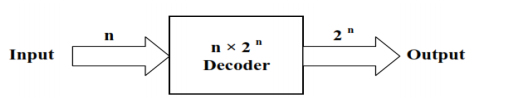 n
2 ⁿ
Input
n × 2 ⁿ
Decoder
Output